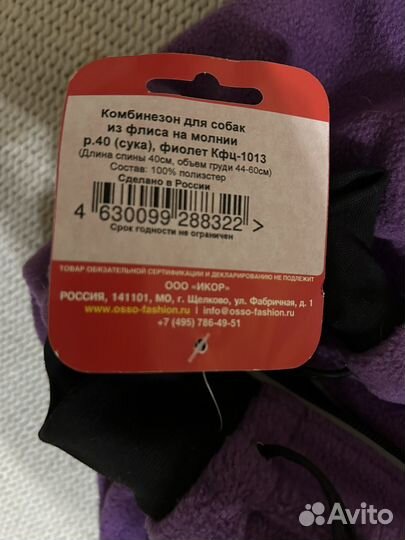 Комбинезон для собак
из флиса на молнии
р.40 (сука), фиолет Кфц-1013
(Длина спины 40см, объем груди 44-60см)
Состав: 100% полиэстер
Сделано в России
4 630099 288322 >
Срок годности не ограничен
ТОВАР ОБЯЗАТЕЛЬНОЙ СЕРТИФИКАЦИИ И ДЕКЛАРИРОВАНИЮ НЕ ПОДЛЕЖИТ
ООО «ИКОР»
РОССИЯ, 141101, МО, г. Щелково, ул. Фабричная, д. 1
www.osso-fashion.ru | info@osso-fashion.ru
+7 (495) 786-49-51
Avito